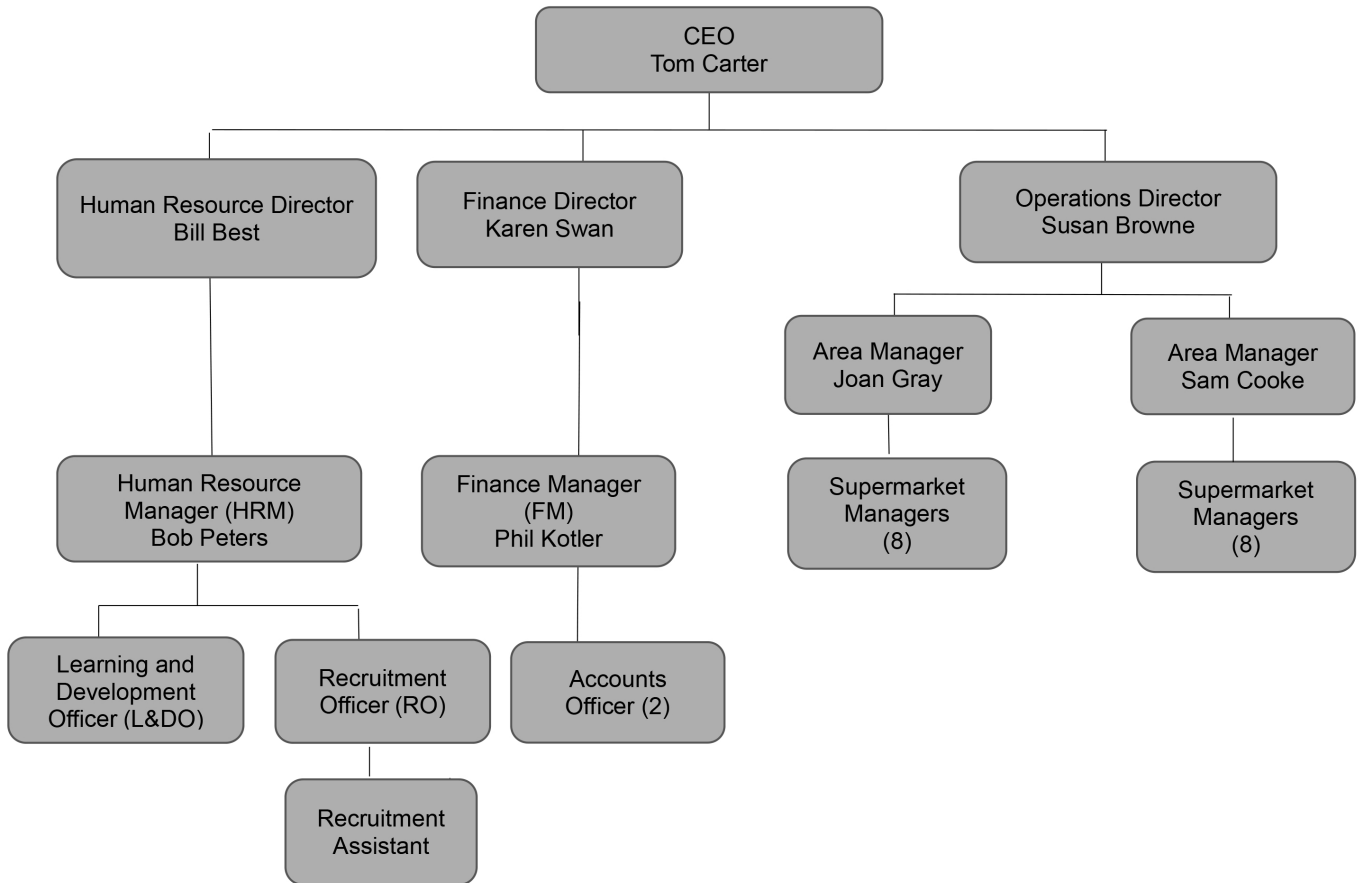 CEO
Tom Carter
Human Resource Director
Bill Best
Finance Director
Karen Swan
Operations Director
Susan Browne
Area Manager
Joan Gray
Area Manager
Sam Cooke
Human Resource
Manager (HRM)
Bob Peters
Finance Manager
(FM)
Phil Kotler
Supermarket
Managers
(8)
Supermarket
Managers
(8)
Learning and
Development
Officer (L&DO)
Recruitment
Officer (RO)
Accounts
Officer (2)
Recruitment
Assistant